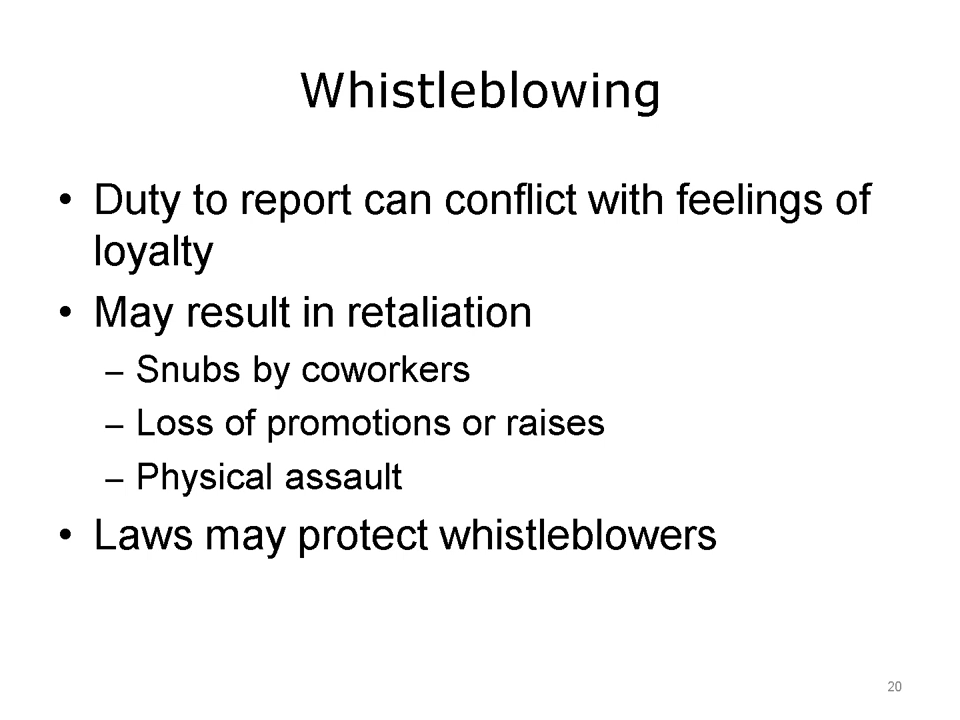 Whistleblowing
• Duty to report can conflict with feelings of
loyalty
• May result in retaliation
– Snubs by coworkers
– Loss of promotions or raises
– Physical assault
• Laws may protect whistleblowers
20